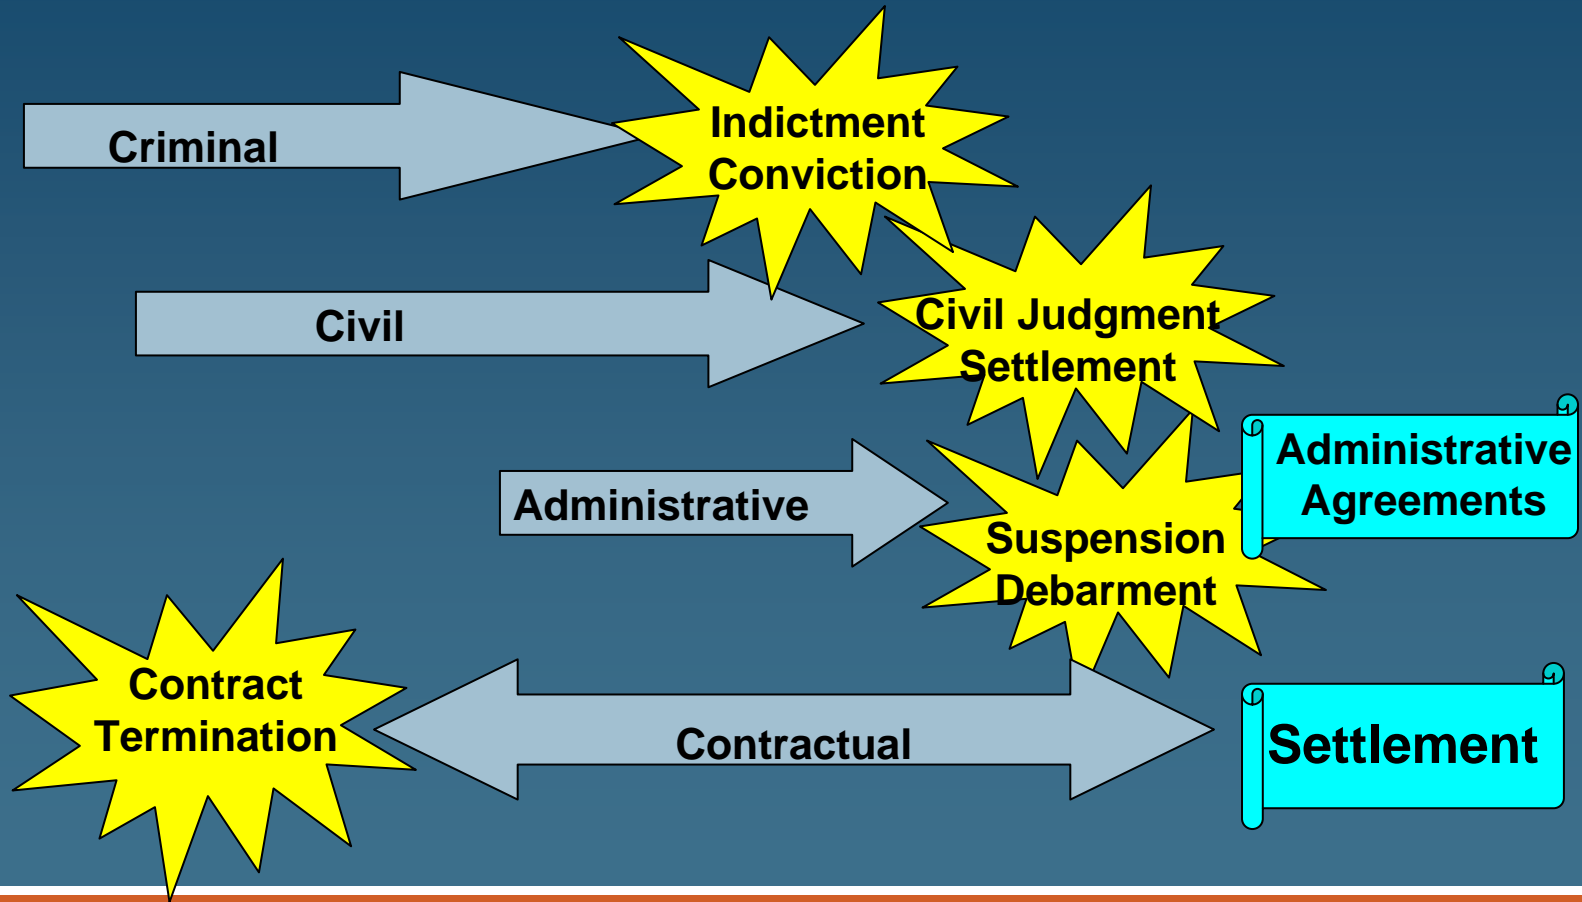 Criminal
Indictment
Conviction
Civil
Civil Judgment
Settlement
Administrative
Suspension
Debarment
Administrative
Agreements
Contract
Termination
Contractual
Settlement